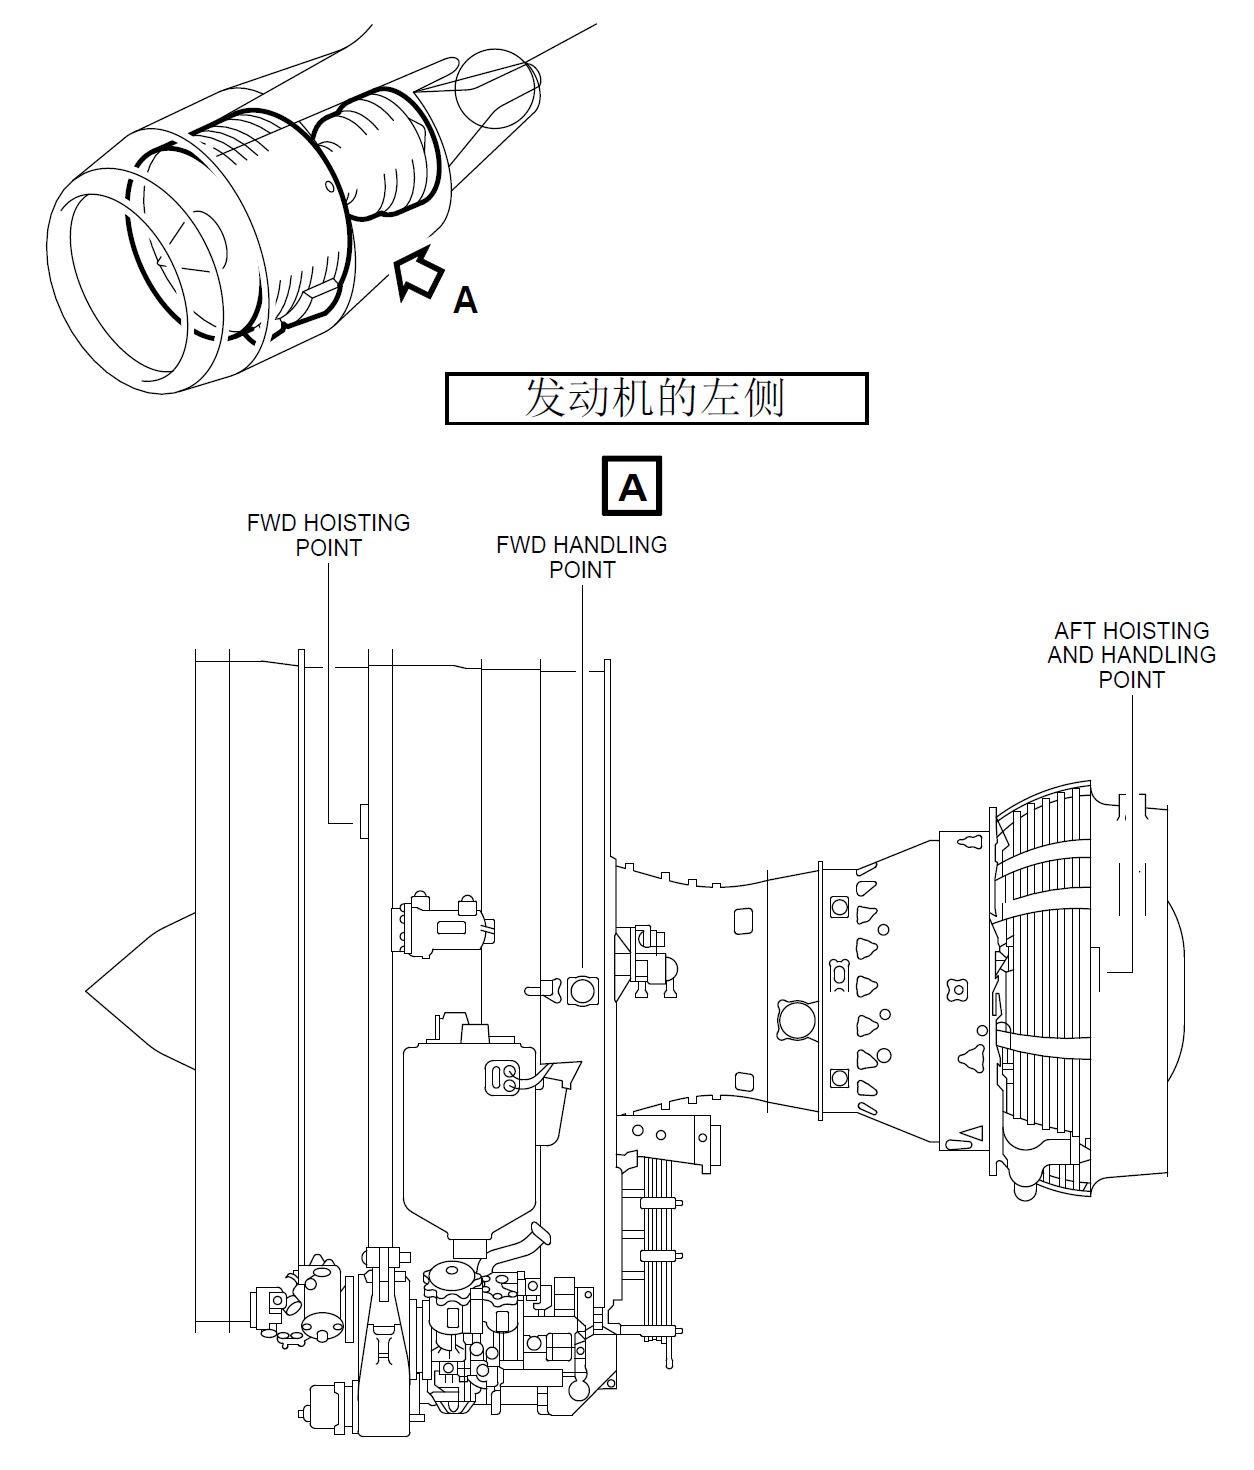 A
发动机的左侧
A
FWD HOISTING
POINT
FWD HANDLING
POINT
AFT HOISTING
AND HANDLING
POINT